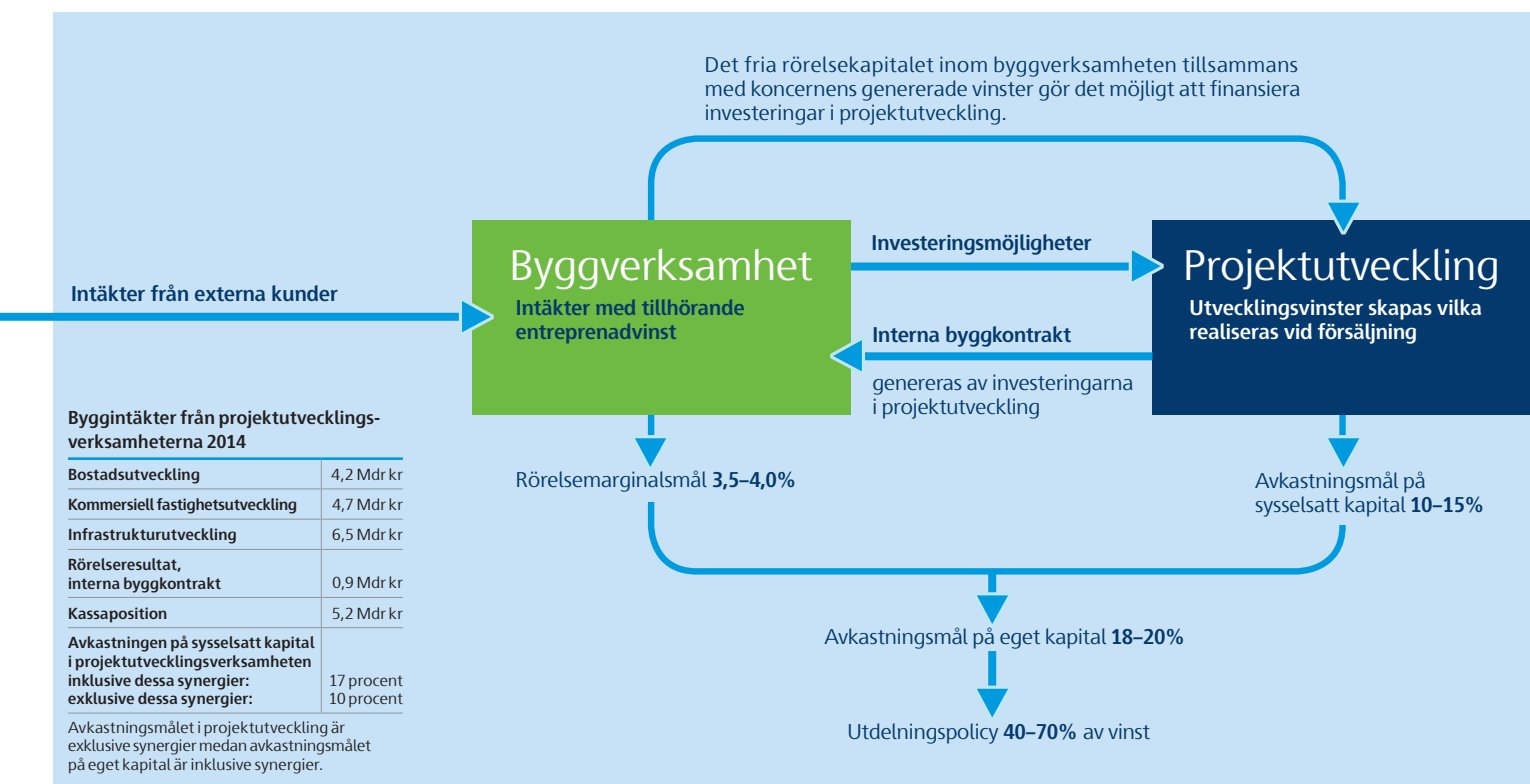 Det fria rörelsekapitalet inom byggverksamheten tillsammans
med koncernens genererade vinster gör det möjligt att finansiera
investeringar i projektutveckling.
Intäkter från externa kunder
Byggverksamhet
Intäkter med tillhörande
entreprenadvinst
Investeringsmöjligheter
Interna byggkontrakt
genereras av investeringarna
i projektutveckling
Projektutveckling
Utvecklingsvinster skapas vilka
realiseras vid försäljning
Rörelsemarginalsmål 3,5–4,0%
Avkastningsmål på
sysselsatt kapital 10–15%
Avkastningsmål på eget kapital 18–20%
Utdelningspolicy 40–70% av vinst
Byggintäkter från projektutvecklings-
verksamheterna 2014
Bostadsutveckling 4,2 Mdr kr
Kommersiell fastighetsutveckling 4,7 Mdr kr
Infrastrukturutveckling 6,5 Mdr kr
Rörelseresultat,
interna byggkontrakt 0,9 Mdr kr
Kassaposition 5,2 Mdr kr
Avkastningen på sysselsatt kapital
i projektutvecklingsverksamheten
inklusive dessa synergier: 17 procent
exklusive dessa synergier: 10 procent
Avkastningsmålet i projektutveckling är
exklusive synergier medan avkastningsmålet
på eget kapital är inklusive synergier.